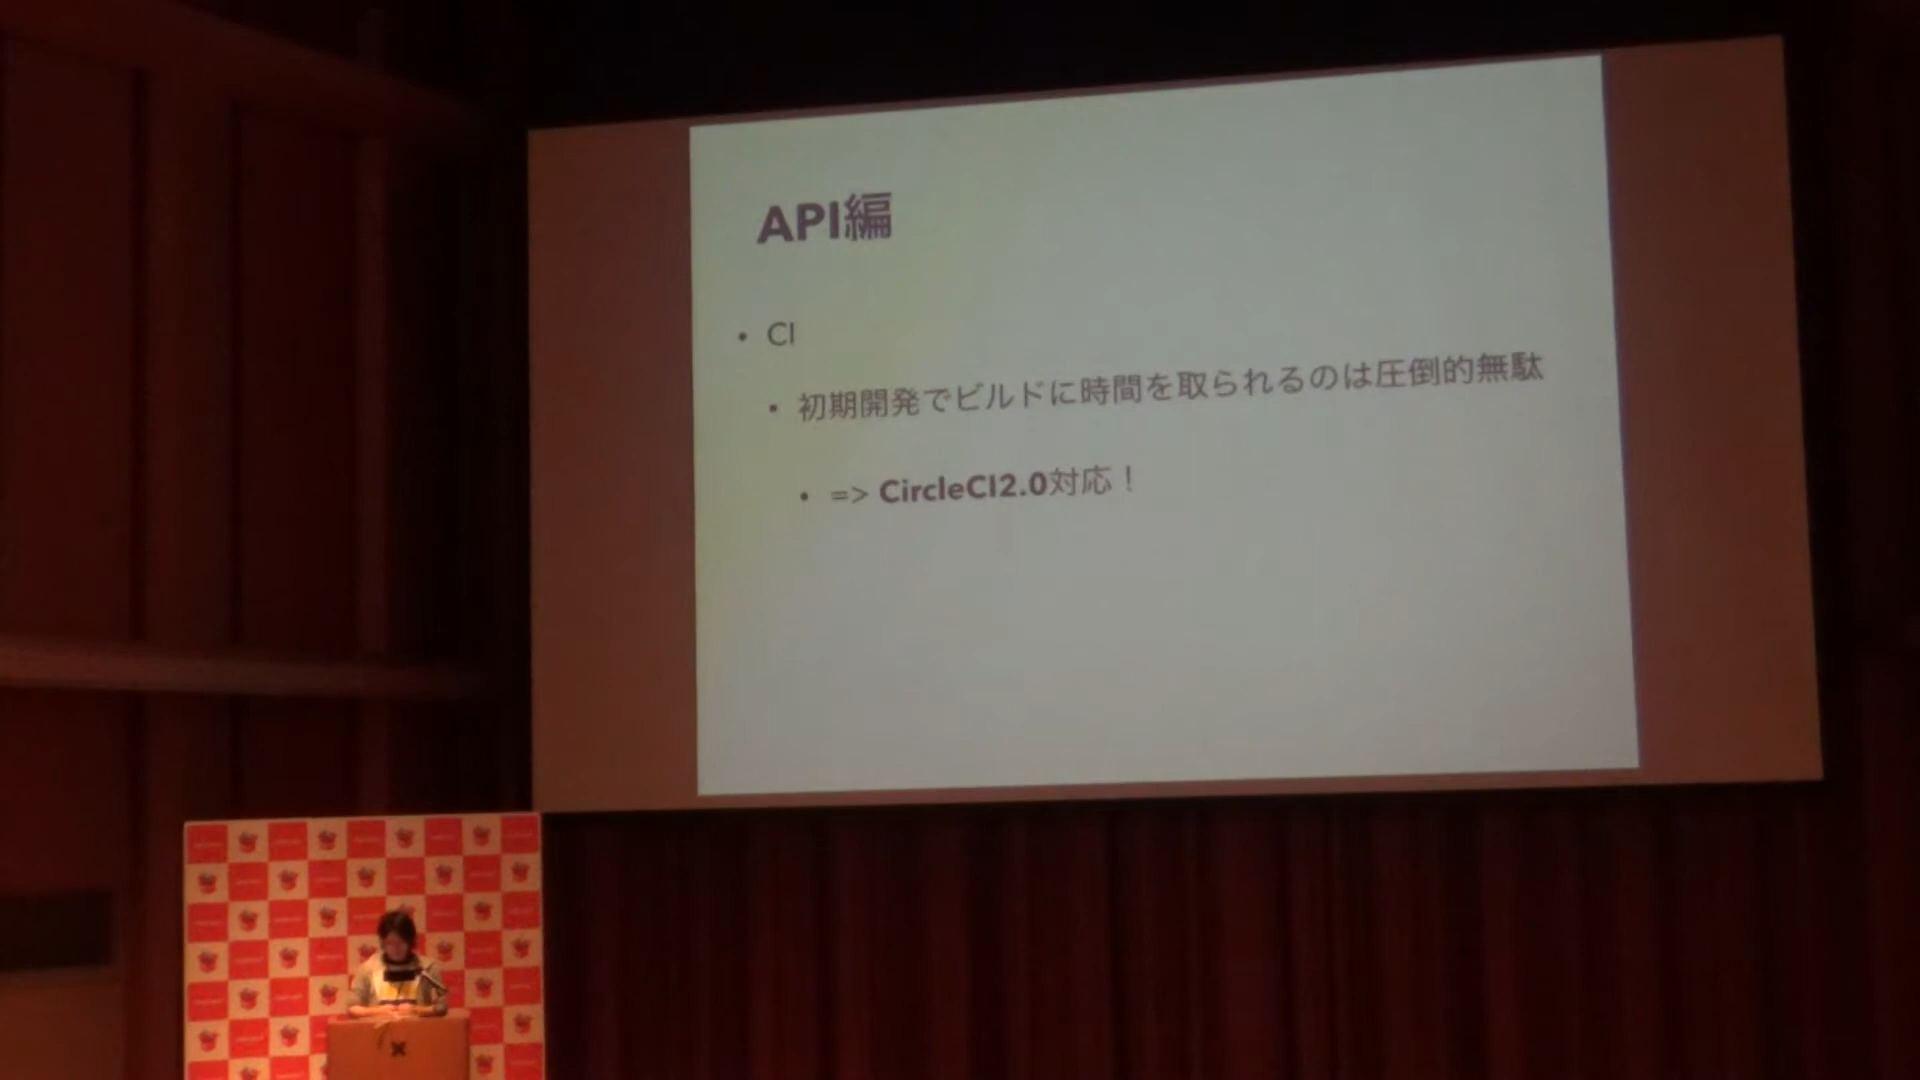 API編
• CI
• 初期開発でビルドに時間を取られるのは圧倒的無駄
• => CircleCI2.0対応！